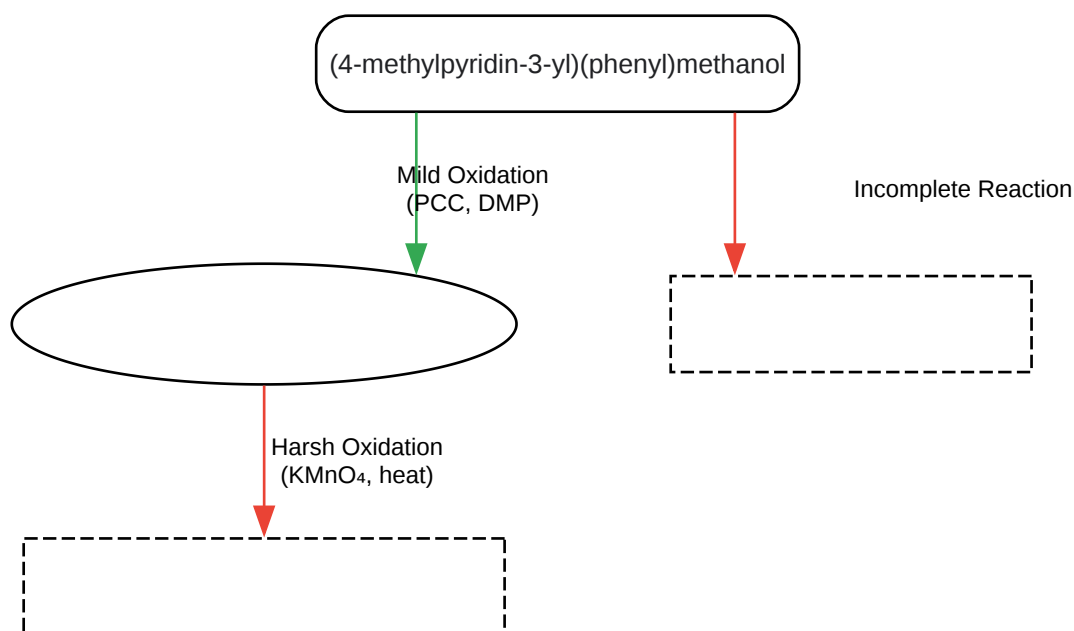 (4-methylpyridin-3-yl)(phenyl)methanol
Mild Oxidation
(PCC, DMP)
Incomplete Reaction
Harsh Oxidation
(KMnO₄, heat)